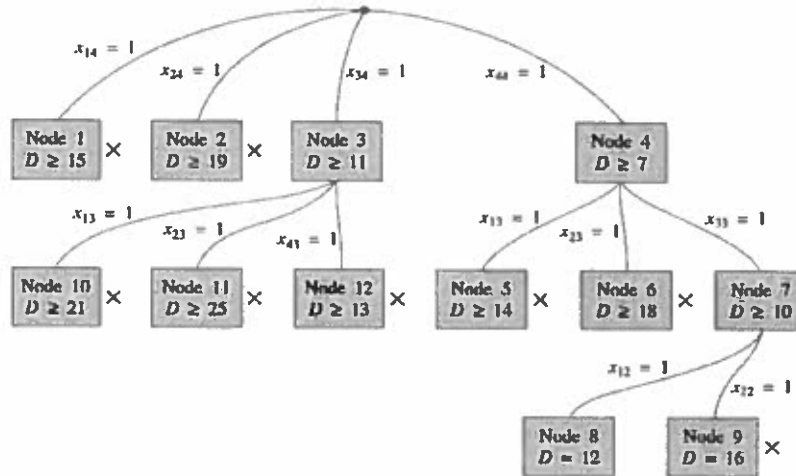 x14 = 1
x24 = 1
x34 = 1
x44 = 1
Node 1
D ≥ 15
×
Node 2
D ≥ 19
×
Node 3
D ≥ 11
Node 4
D ≥ 7
x13 = 1
x23 = 1
x43 = 1
x13 = 1
x23 = 1
x33 = 1
Node 10
D ≥ 21
×
Node 11
D ≥ 25
×
Node 12
D ≥ 13
×
Node 5
D ≥ 14
×
Node 6
D ≥ 18
×
Node 7
D ≥ 10
x12 = 1
x22 = 1
Node 8
D = 12
Node 9
D = 16
×